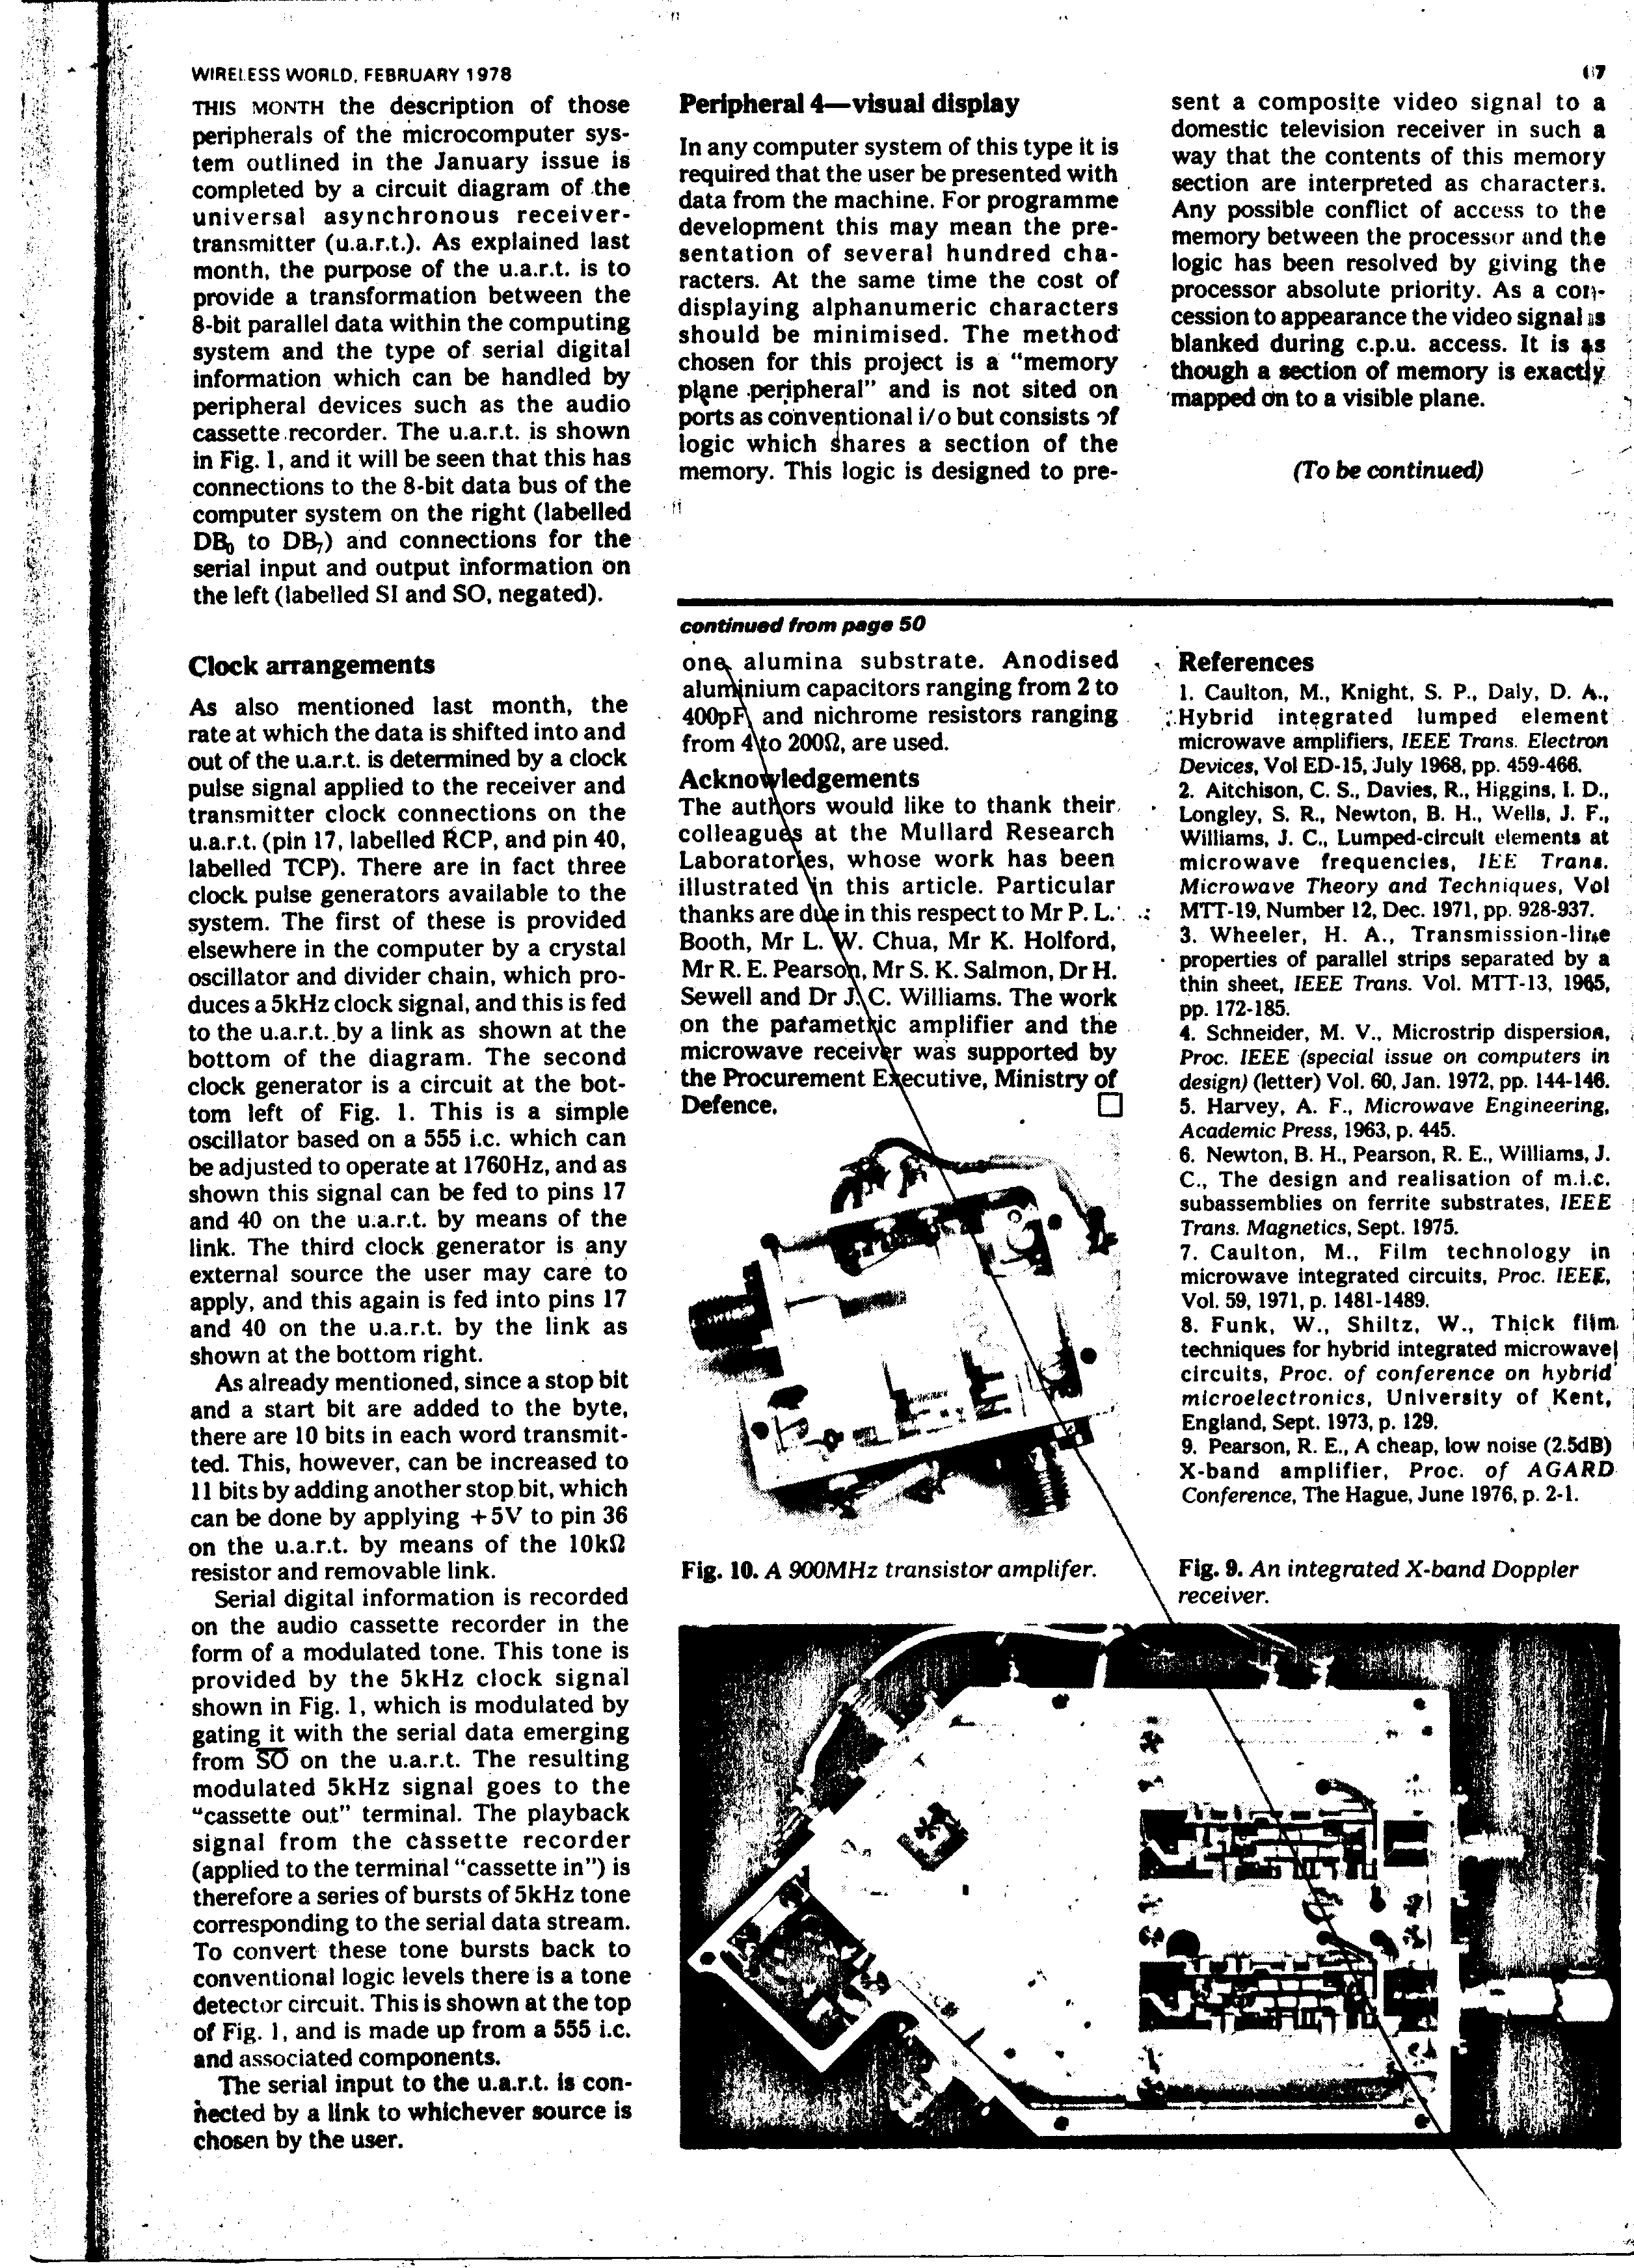 WIRELESS WORLD, FEBRUARY 1978
67
THIS MONTH the description of those
peripherals of the microcomputer sys-
tem outlined in the January issue is
completed by a circuit diagram of the
universal asynchronous receiver-
transmitter (u.a.r.t.). As explained last
month, the purpose of the u.a.r.t. is to
provide a transformation between the
8-bit parallel data within the computing
system and the type of serial digital
information which can be handled by
peripheral devices such as the audio
cassette recorder. The u.a.r.t. is shown
in Fig. 1, and it will be seen that this has
connections to the 8-bit data bus of the
computer system on the right (labelled
DB₀ to DB₇) and connections for the
serial input and output information on
the left (labelled SI and SO, negated).
Clock arrangements
As also mentioned last month, the
rate at which the data is shifted into and
out of the u.a.r.t. is determined by a clock
pulse signal applied to the receiver and
transmitter clock connections on the
u.a.r.t. (pin 17, labelled RCP, and pin 40,
labelled TCP). There are in fact three
clock pulse generators available to the
system. The first of these is provided
elsewhere in the computer by a crystal
oscillator and divider chain, which pro-
duces a 5kHz clock signal, and this is fed
to the u.a.r.t. by a link as shown at the
bottom of the diagram. The second
clock generator is a circuit at the bot-
tom left of Fig. 1. This is a simple
oscillator based on a 555 i.c. which can
be adjusted to operate at 1760Hz, and as
shown this signal can be fed to pins 17
and 40 on the u.a.r.t. by means of the
link. The third clock generator is any
external source the user may care to
apply, and this again is fed into pins 17
and 40 on the u.a.r.t. by the link as
shown at the bottom right.
As already mentioned, since a stop bit
and a start bit are added to the byte,
there are 10 bits in each word transmit-
ted. This, however, can be increased to
11 bits by adding another stop bit, which
can be done by applying +5V to pin 36
on the u.a.r.t. by means of the 10kΩ
resistor and removable link.
Serial digital information is recorded
on the audio cassette recorder in the
form of a modulated tone. This tone is
provided by the 5kHz clock signal
shown in Fig. 1, which is modulated by
gating it with the serial data emerging
from S̅O̅ on the u.a.r.t. The resulting
modulated 5kHz signal goes to the
"cassette out" terminal. The playback
signal from the cassette recorder
(applied to the terminal "cassette in") is
therefore a series of bursts of 5kHz tone
corresponding to the serial data stream.
To convert these tone bursts back to
conventional logic levels there is a tone
detector circuit. This is shown at the top
of Fig. 1, and is made up from a 555 i.c.
and associated components.
The serial input to the u.a.r.t. is con-
nected by a link to whichever source is
chosen by the user.
Peripheral 4—visual display
In any computer system of this type it is
required that the user be presented with
data from the machine. For programme
development this may mean the pre-
sentation of several hundred cha-
racters. At the same time the cost of
displaying alphanumeric characters
should be minimised. The method
chosen for this project is a "memory
plane peripheral" and is not sited on
ports as conventional i/o but consists of
logic which shares a section of the
memory. This logic is designed to pre-
sent a composite video signal to a
domestic television receiver in such a
way that the contents of this memory
section are interpreted as characters.
Any possible conflict of access to the
memory between the processor and the
logic has been resolved by giving the
processor absolute priority. As a con-
cession to appearance the video signal is
blanked during c.p.u. access. It is as
though a section of memory is exactly
mapped on to a visible plane.
(To be continued)
continued from page 50
one alumina substrate. Anodised
aluminium capacitors ranging from 2 to
400pF, and nichrome resistors ranging
from 4 to 200Ω, are used.
Acknowledgements
The authors would like to thank their
colleagues at the Mullard Research
Laboratories, whose work has been
illustrated in this article. Particular
thanks are due in this respect to Mr P. L.
Booth, Mr L. W. Chua, Mr K. Holford,
Mr R. E. Pearson, Mr S. K. Salmon, Dr H.
Sewell and Dr J. C. Williams. The work
on the parametric amplifier and the
microwave receiver was supported by
the Procurement Executive, Ministry of
Defence. □
Fig. 10. A 900MHz transistor amplifer.
References
1. Caulton, M., Knight, S. P., Daly, D. A.,
Hybrid integrated lumped element
microwave amplifiers, IEEE Trans. Electron
Devices, Vol ED-15, July 1968, pp. 459-466.
2. Aitchison, C. S., Davies, R., Higgins, I. D.,
Longley, S. R., Newton, B. H., Wells, J. F.,
Williams, J. C., Lumped-circuit elements at
microwave frequencies, IEE Trans.
Microwave Theory and Techniques, Vol
MTT-19, Number 12, Dec. 1971, pp. 928-937.
3. Wheeler, H. A., Transmission-line
properties of parallel strips separated by a
thin sheet, IEEE Trans. Vol. MTT-13, 1965,
pp. 172-185.
4. Schneider, M. V., Microstrip dispersion,
Proc. IEEE (special issue on computers in
design) (letter) Vol. 60, Jan. 1972, pp. 144-146.
5. Harvey, A. F., Microwave Engineering,
Academic Press, 1963, p. 445.
6. Newton, B. H., Pearson, R. E., Williams, J.
C., The design and realisation of m.i.c.
subassemblies on ferrite substrates, IEEE
Trans. Magnetics, Sept. 1975.
7. Caulton, M., Film technology in
microwave integrated circuits, Proc. IEEE,
Vol. 59, 1971, p. 1481-1489.
8. Funk, W., Shiltz, W., Thick film
techniques for hybrid integrated microwave
circuits, Proc. of conference on hybrid
microelectronics, University of Kent,
England, Sept. 1973, p. 129.
9. Pearson, R. E., A cheap, low noise (2.5dB)
X-band amplifier, Proc. of AGARD
Conference, The Hague, June 1976, p. 2-1.
Fig. 9. An integrated X-band Doppler
receiver.